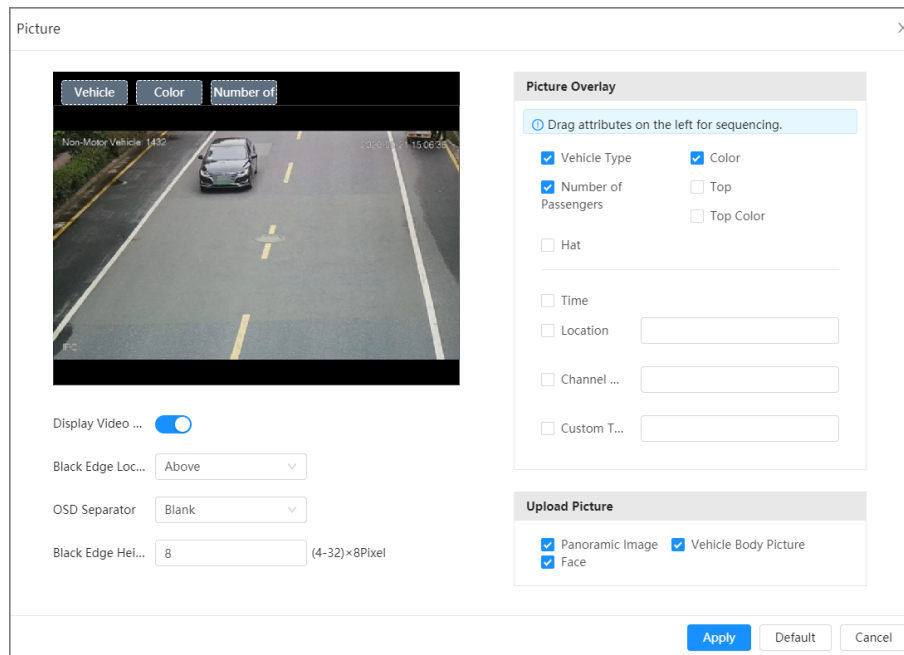 Picture
Vehicle Color Number of
Non-Motor Vehicle 1432
IPC
Display Video ...
Black Edge Loc... Above
OSD Separator Blank
Black Edge Hei... 8 (4-32)×8Pixel
Picture Overlay
Drag attributes on the left for sequencing.
Vehicle Type Color
Number of Top
Passengers
Top Color
Hat
Time
Location
Channel ...
Custom T...
Upload Picture
Panoramic Image Vehicle Body Picture
Face
Apply Default Cancel